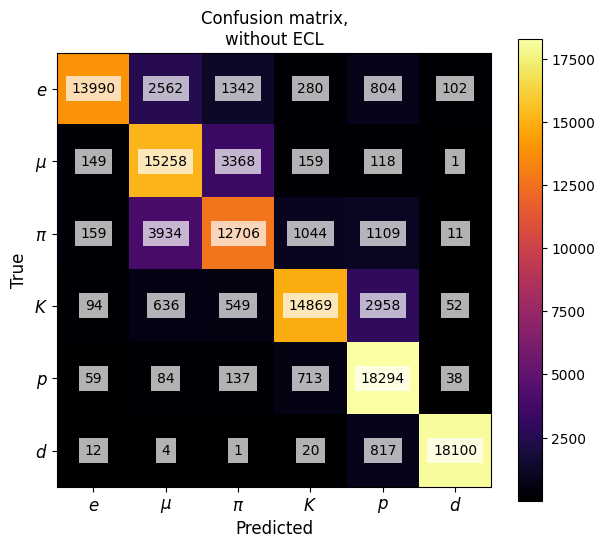 Confusion matrix,
without ECL
e 13990 2562 1342 280 804 102
μ 149 15258 3368 159 118 1
π 159 3934 12706 1044 1109 11
K 94 636 549 14869 2958 52
p 59 84 137 713 18294 38
d 12 4 1 20 817 18100
e μ π K p d
True
Predicted
17500
15000
12500
10000
7500
5000
2500